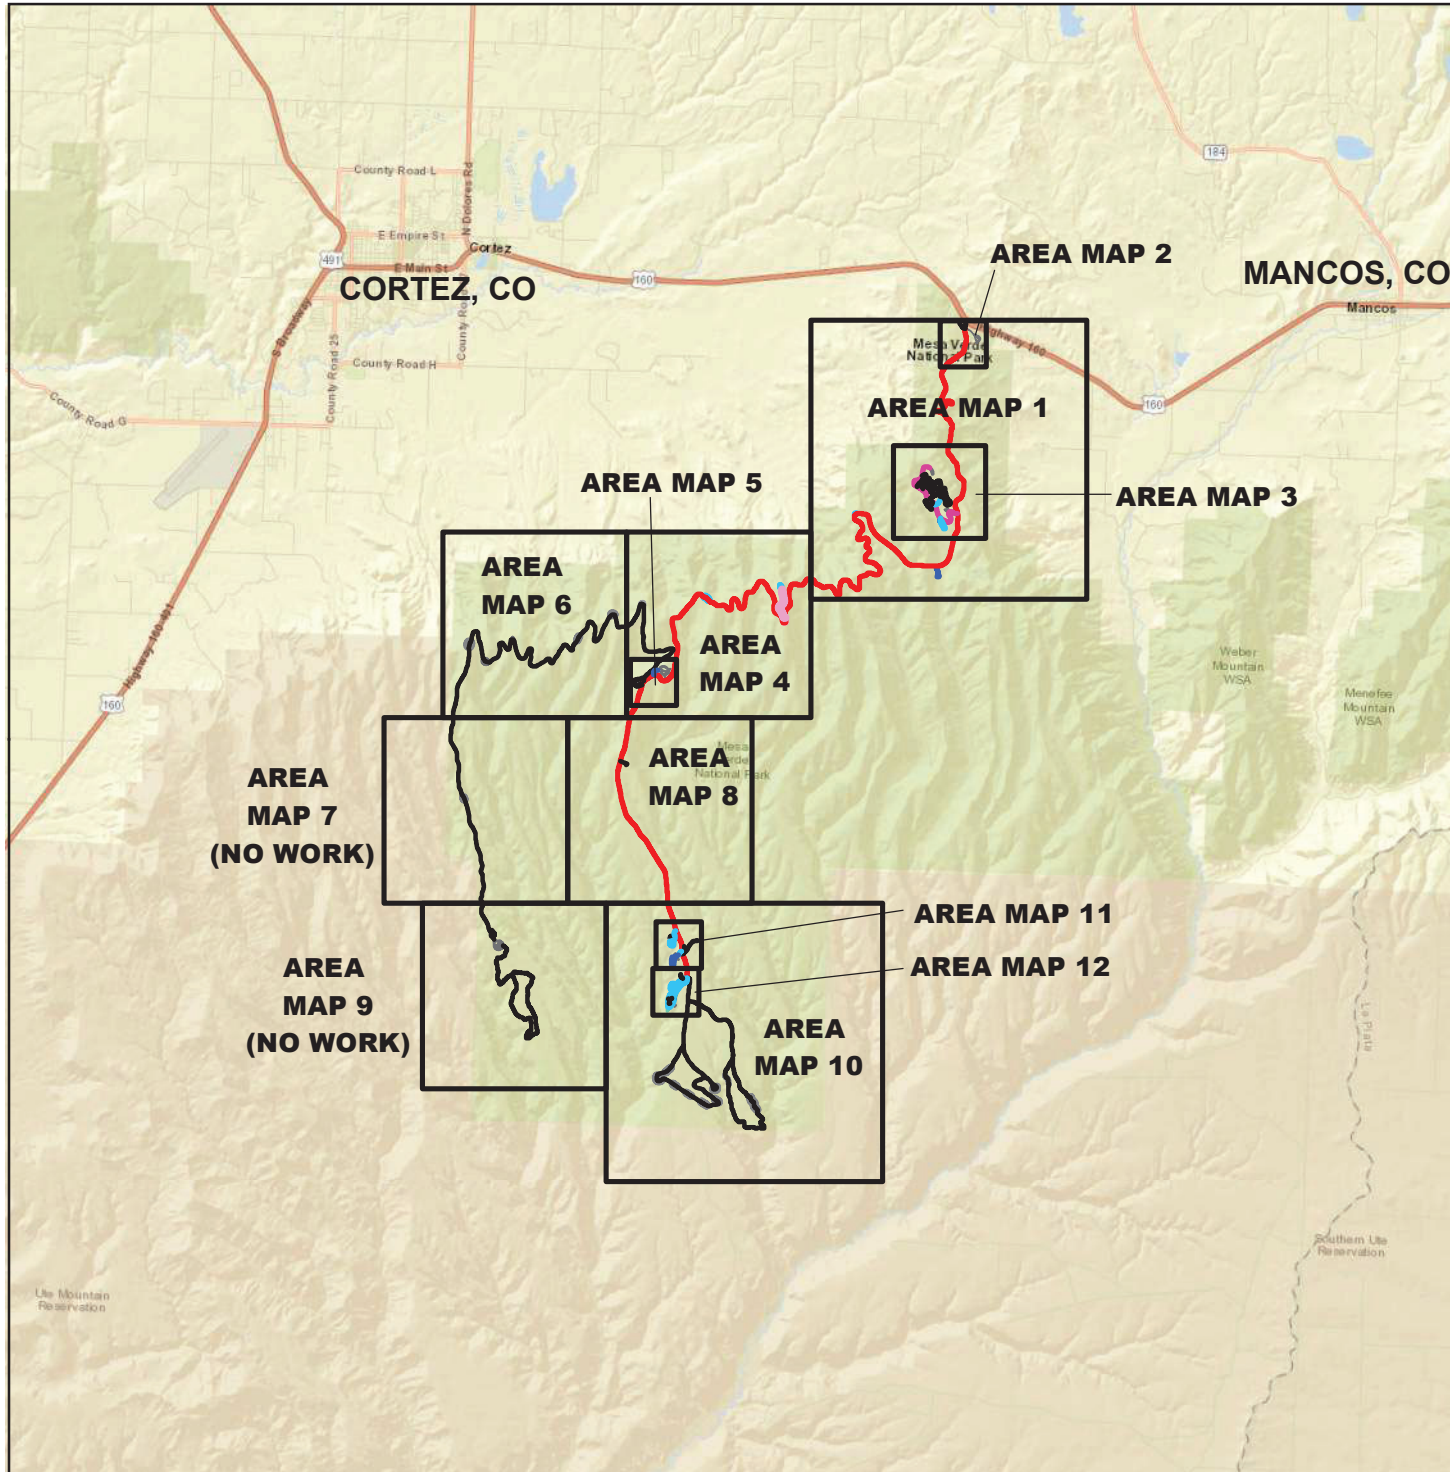 184
County Road L
N Dolores Rd
E Empire St
Cortez
491
E Main St
160
CORTEZ, CO
AREA MAP 2
MANCOS, CO
Mancos
S Broadway
County Road 25
County Road H
Highway 160
Mesa Verde
National Park
160
County Road G
AREA MAP 1
AREA MAP 5
AREA MAP 3
AREA
MAP 6
AREA
MAP 4
Highway 160-491
160
Weber
Mountain
WSA
Menefee
Mountain
WSA
Mesa
Verde
National Park
AREA
MAP 8
AREA
MAP 7
(NO WORK)
AREA MAP 11
AREA MAP 12
AREA
MAP 9
(NO WORK)
AREA
MAP 10
La Plata
Southern Ute
Reservation
Ute Mountain
Reservation